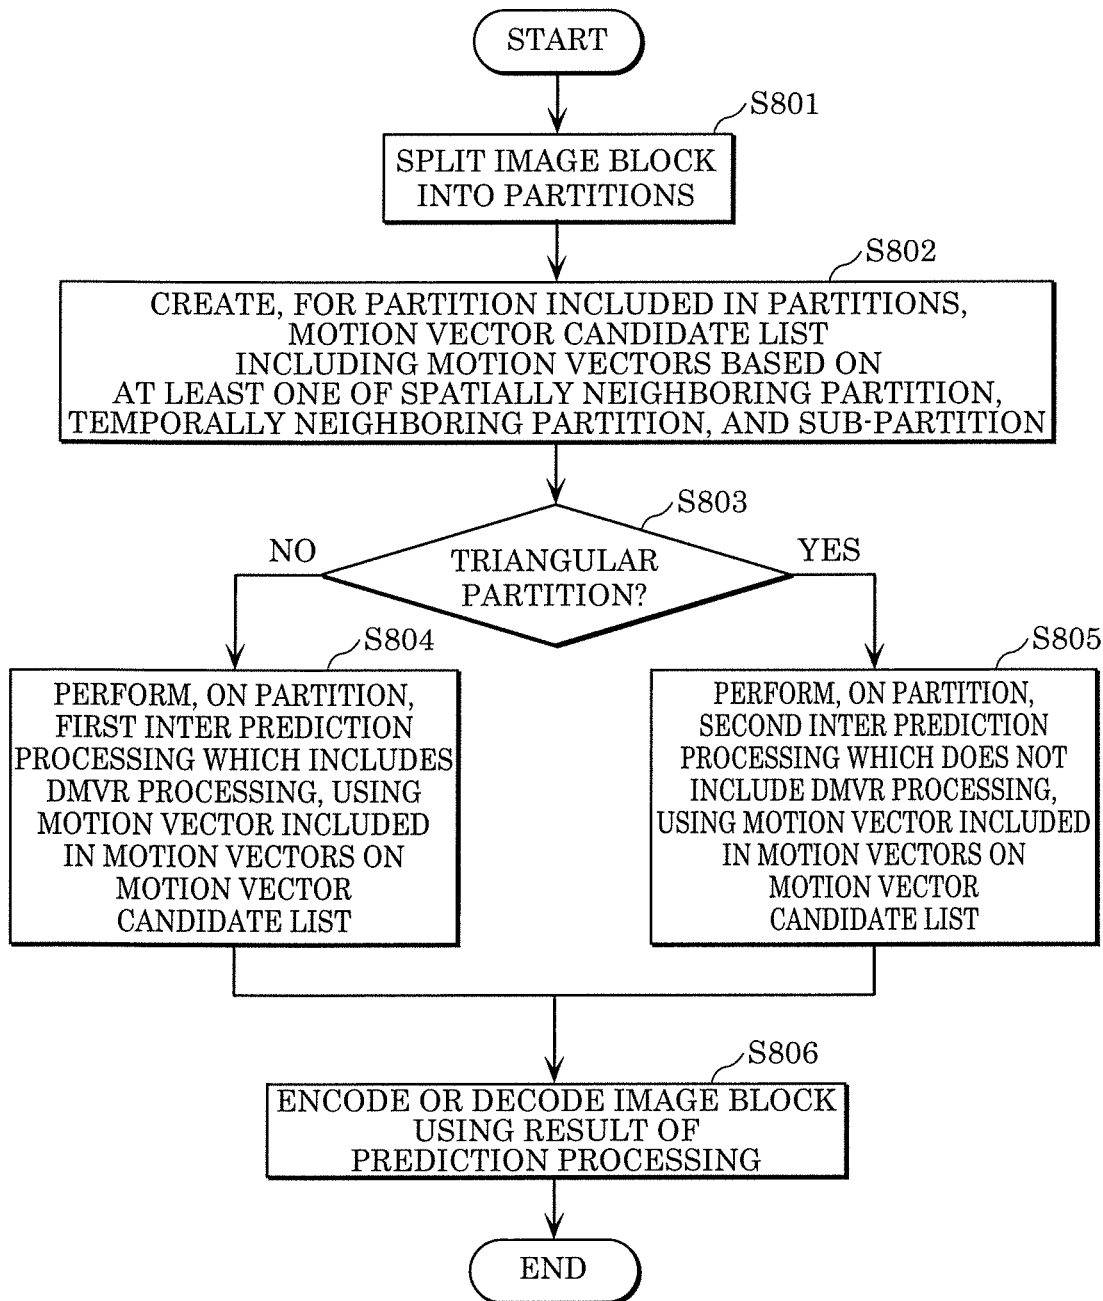 START
S801
SPLIT IMAGE BLOCK
INTO PARTITIONS
S802
CREATE, FOR PARTITION INCLUDED IN PARTITIONS,
MOTION VECTOR CANDIDATE LIST
INCLUDING MOTION VECTORS BASED ON
AT LEAST ONE OF SPATIALLY NEIGHBORING PARTITION,
TEMPORALLY NEIGHBORING PARTITION, AND SUB-PARTITION
S803
NO
YES
TRIANGULAR
PARTITION?
S804
PERFORM, ON PARTITION,
FIRST INTER PREDICTION
PROCESSING WHICH INCLUDES
DMVR PROCESSING, USING
MOTION VECTOR INCLUDED
IN MOTION VECTORS ON
MOTION VECTOR
CANDIDATE LIST
S805
PERFORM, ON PARTITION,
SECOND INTER PREDICTION
PROCESSING WHICH DOES NOT
INCLUDE DMVR PROCESSING,
USING MOTION VECTOR INCLUDED
IN MOTION VECTORS ON
MOTION VECTOR
CANDIDATE LIST
S806
ENCODE OR DECODE IMAGE BLOCK
USING RESULT OF
PREDICTION PROCESSING
END